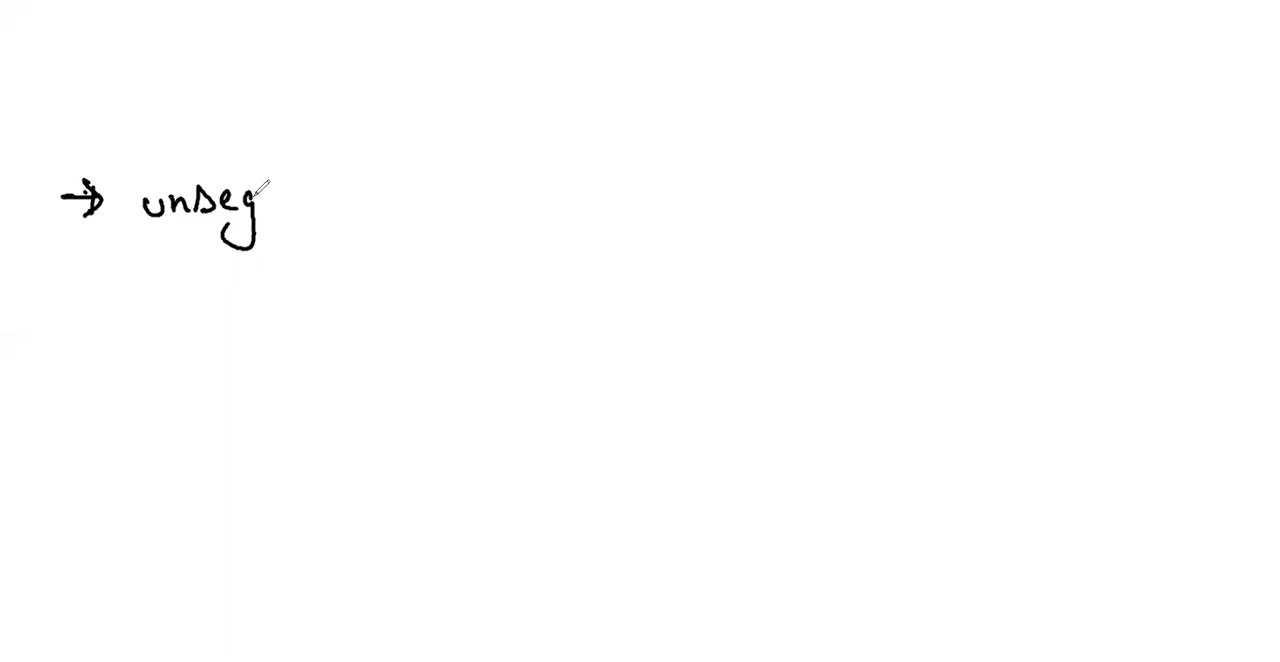 → unseg